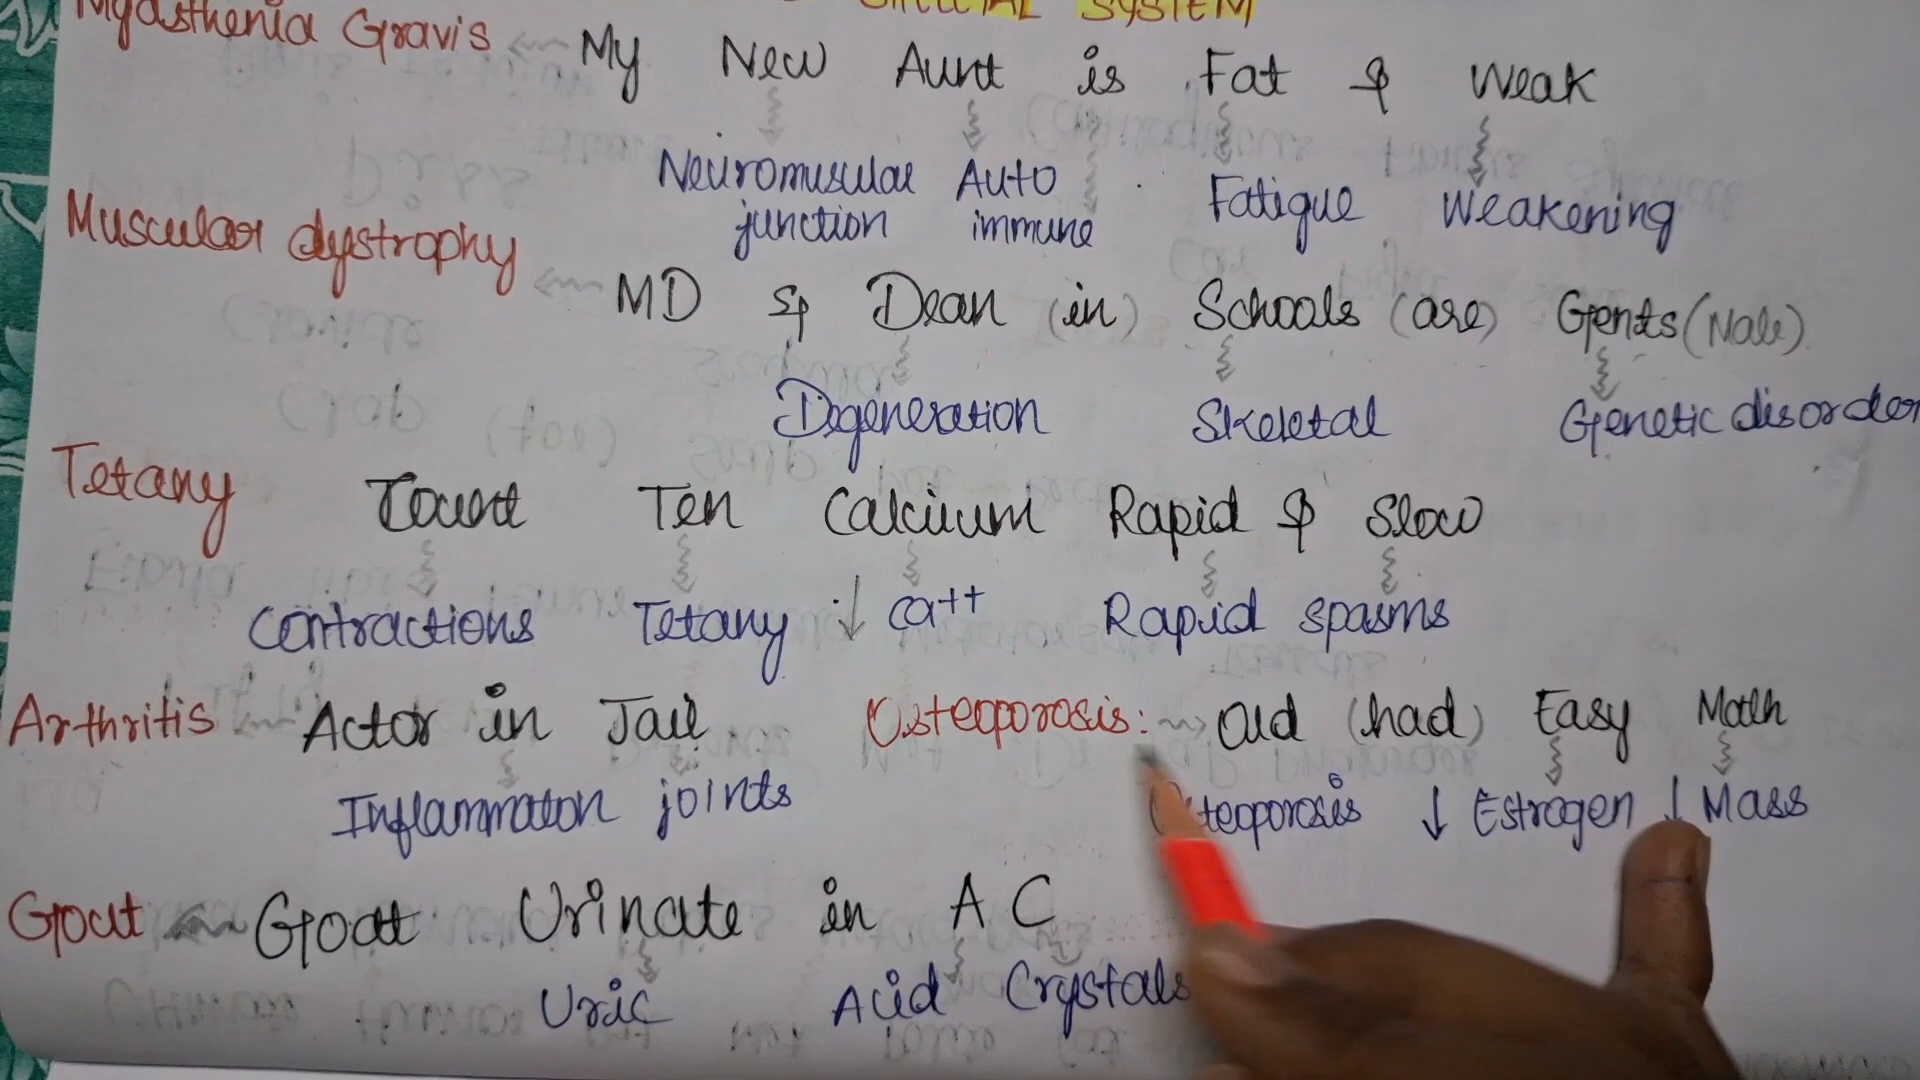 SYSTEM
Myasthenia Gravis My New Aunt is Fat & Weak
Neuromuscular junction Auto immune Fatigue Weakening
Muscular dystrophy MD & Dean (in) Schools (are) Gents (Male)
Degeneration Skeletal Genetic disorder
Tetany Count Ten Calcium Rapid & Slow
Contractions Tetany ↓ Ca++ Rapid spasms
Arthritis Actor in Jail Osteoporosis: Old (had) Easy Math
Inflammaton joints Osteoporosis ↓ Estrogen ↓ Mass
Gout Goat Urinate in A C
Uric Acid Crystals